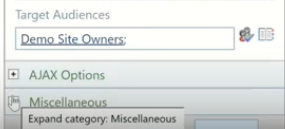 Target Audiences
Demo Site Owners;
AJAX Options
Miscellaneous
Expand category: Miscellaneous